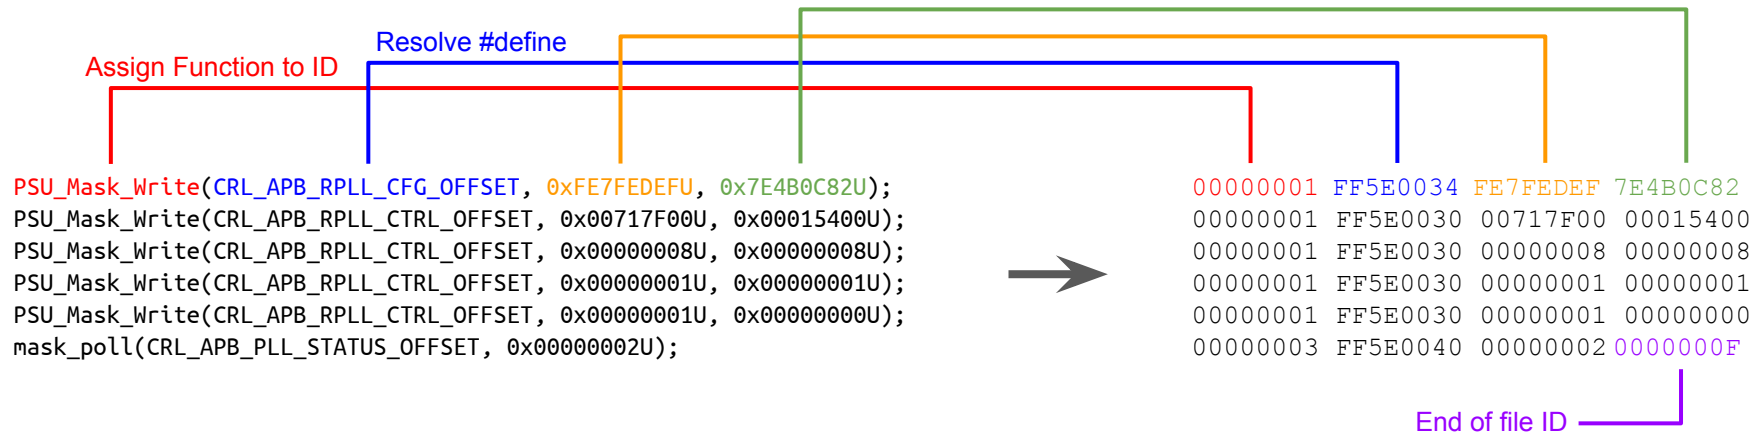 Resolve #define
Assign Function to ID
PSU_Mask_Write(CRL_APB_RPLL_CFG_OFFSET, 0xFE7FEDEFU, 0x7E4B0C82U);
PSU_Mask_Write(CRL_APB_RPLL_CTRL_OFFSET, 0x00717F00U, 0x00015400U);
PSU_Mask_Write(CRL_APB_RPLL_CTRL_OFFSET, 0x00000008U, 0x00000008U);
PSU_Mask_Write(CRL_APB_RPLL_CTRL_OFFSET, 0x00000001U, 0x00000001U);
PSU_Mask_Write(CRL_APB_RPLL_CTRL_OFFSET, 0x00000001U, 0x00000000U);
mask_poll(CRL_APB_PLL_STATUS_OFFSET, 0x00000002U);
00000001 FF5E0034 FE7FEDEF 7E4B0C82
00000001 FF5E0030 00717F00 00015400
00000001 FF5E0030 00000008 00000008
00000001 FF5E0030 00000001 00000001
00000001 FF5E0030 00000001 00000000
00000003 FF5E0040 00000002 0000000F
End of file ID